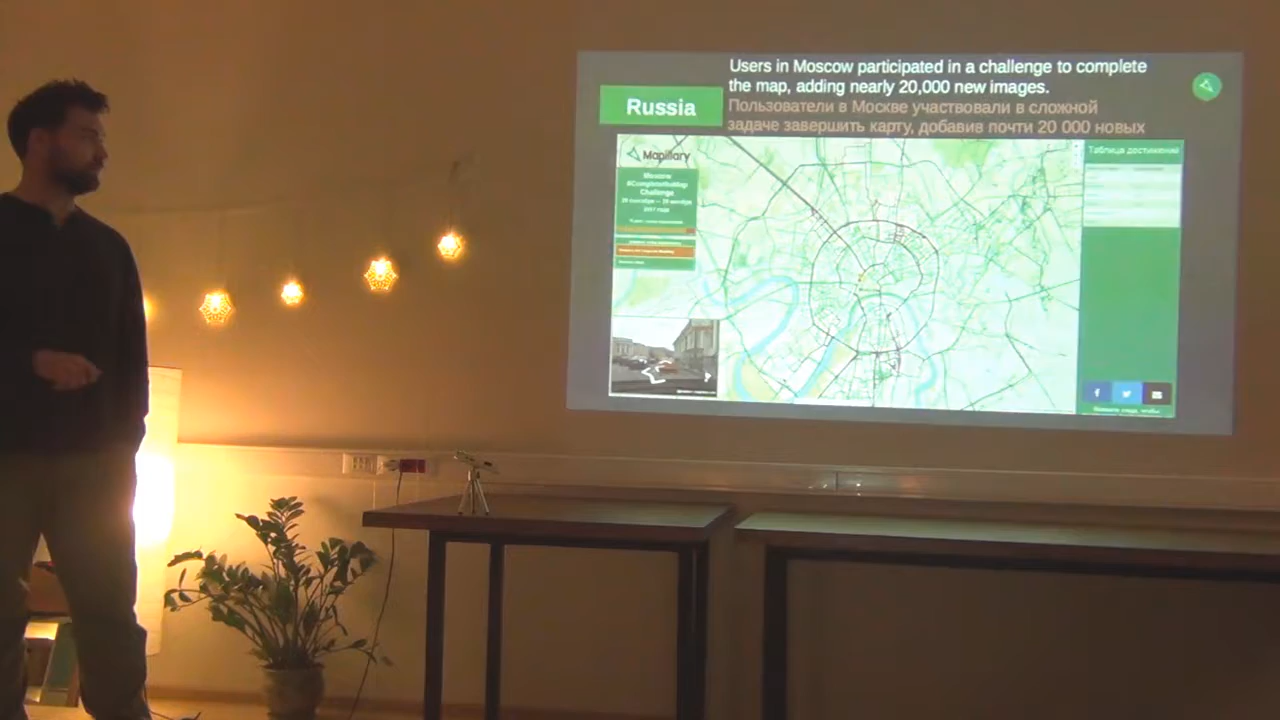 Users in Moscow participated in a challenge to complete
the map, adding nearly 20,000 new images.
Russia
Пользователи в Москве участвовали в сложной
задаче завершить карту, добавив почти 20 000 новых
Mapillary
Таблица достижений
Moscow
#CompleteTheMap
Challenge